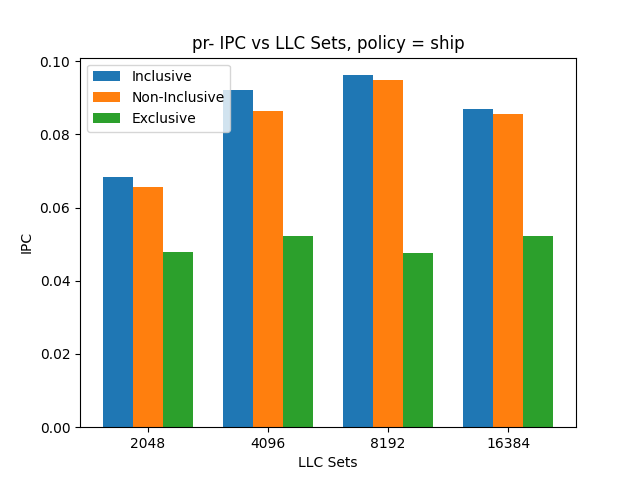 pr- IPC vs LLC Sets, policy = ship
Inclusive
Non-Inclusive
Exclusive
0.10
0.08
0.06
0.04
0.02
0.00
IPC
2048
4096
8192
16384
LLC Sets